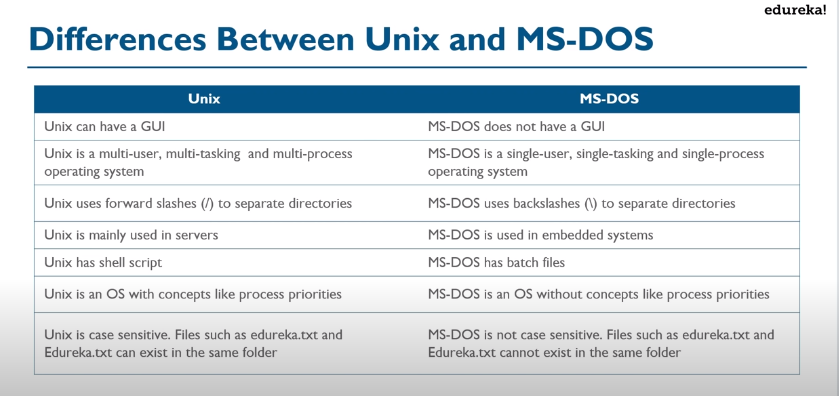 edureka!
Differences Between Unix and MS-DOS
Unix
MS-DOS
Unix can have a GUI
MS-DOS does not have a GUI
Unix is a multi-user, multi-tasking and multi-process
operating system
MS-DOS is a single-user, single-tasking and single-process
operating system
Unix uses forward slashes (/) to separate directories
MS-DOS uses backslashes (\) to separate directories
Unix is mainly used in servers
MS-DOS is used in embedded systems
Unix has shell script
MS-DOS has batch files
Unix is an OS with concepts like process priorities
MS-DOS is an OS without concepts like process priorities
Unix is case sensitive. Files such as edureka.txt and
Edureka.txt can exist in the same folder
MS-DOS is not case sensitive. Files such as edureka.txt and
Edureka.txt cannot exist in the same folder